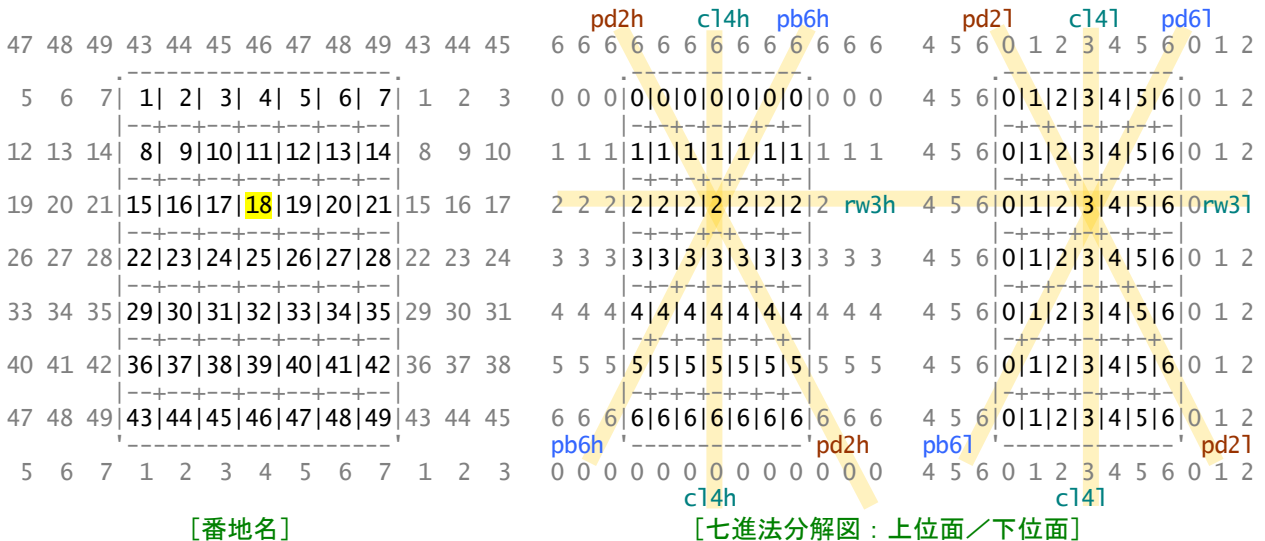 pd2h cl4h pb6h pd2l cl4l pd6l
47 48 49 43 44 45 46 47 48 49 43 44 45 6 6 6 6 6 6 6 6 6 6 6 6 6 4 5 6 0 1 2 3 4 5 6 0 1 2
.---------------------. .-------------. .-------------.
5 6 7| 1| 2| 3| 4| 5| 6| 7| 1 2 3 0 0 0|0|0|0|0|0|0|0|0 0 0 4 5 6|0|1|2|3|4|5|6|0 1 2
|--+--+--+--+--+--+--| |-+-+-+-+-+-+-| |-+-+-+-+-+-+-|
12 13 14| 8| 9|10|11|12|13|14| 8 9 10 1 1 1|1|1|1|1|1|1|1|1 1 1 4 5 6|0|1|2|3|4|5|6|0 1 2
|--+--+--+--+--+--+--| |-+-+-+-+-+-+-| |-+-+-+-+-+-+-|
19 20 21|15|16|17|18|19|20|21|15 16 17 2 2 2|2|2|2|2|2|2|2|2 rw3h 4 5 6|0|1|2|3|4|5|6|0rw3l
|--+--+--+--+--+--+--| |-+-+-+-+-+-+-| |-+-+-+-+-+-+-|
26 27 28|22|23|24|25|26|27|28|22 23 24 3 3 3|3|3|3|3|3|3|3|3 3 3 4 5 6|0|1|2|3|4|5|6|0 1 2
|--+--+--+--+--+--+--| |-+-+-+-+-+-+-| |-+-+-+-+-+-+-|
33 34 35|29|30|31|32|33|34|35|29 30 31 4 4 4|4|4|4|4|4|4|4|4 4 4 4 5 6|0|1|2|3|4|5|6|0 1 2
|--+--+--+--+--+--+--| |-+-+-+-+-+-+-| |-+-+-+-+-+-+-|
40 41 42|36|37|38|39|40|41|42|36 37 38 5 5 5|5|5|5|5|5|5|5|5 5 5 4 5 6|0|1|2|3|4|5|6|0 1 2
|--+--+--+--+--+--+--| |-+-+-+-+-+-+-| |-+-+-+-+-+-+-|
47 48 49|43|44|45|46|47|48|49|43 44 45 6 6 6|6|6|6|6|6|6|6|6 6 6 4 5 6|0|1|2|3|4|5|6|0 1 2
'---------------------' '-------------' '-------------'
pb6h pd2h pb6l pd2l
5 6 7 1 2 3 4 5 6 7 1 2 3 0 0 0 0 0 0 0 0 0 0 0 0 0 4 5 6 0 1 2 3 4 5 6 0 1 2
cl4h cl4l
[番地名] [七進法分解図：上位面／下位面]